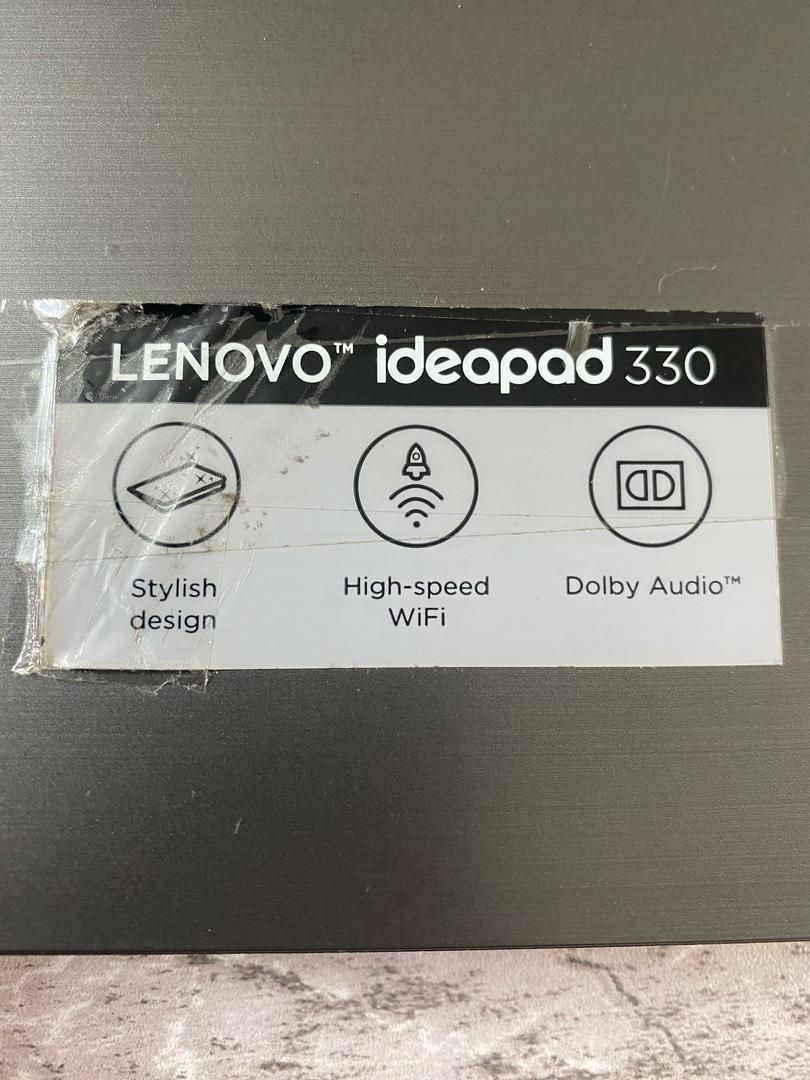 LENOVO™ ideapad 330
Stylish
design
High-speed
WiFi
Dolby Audio™